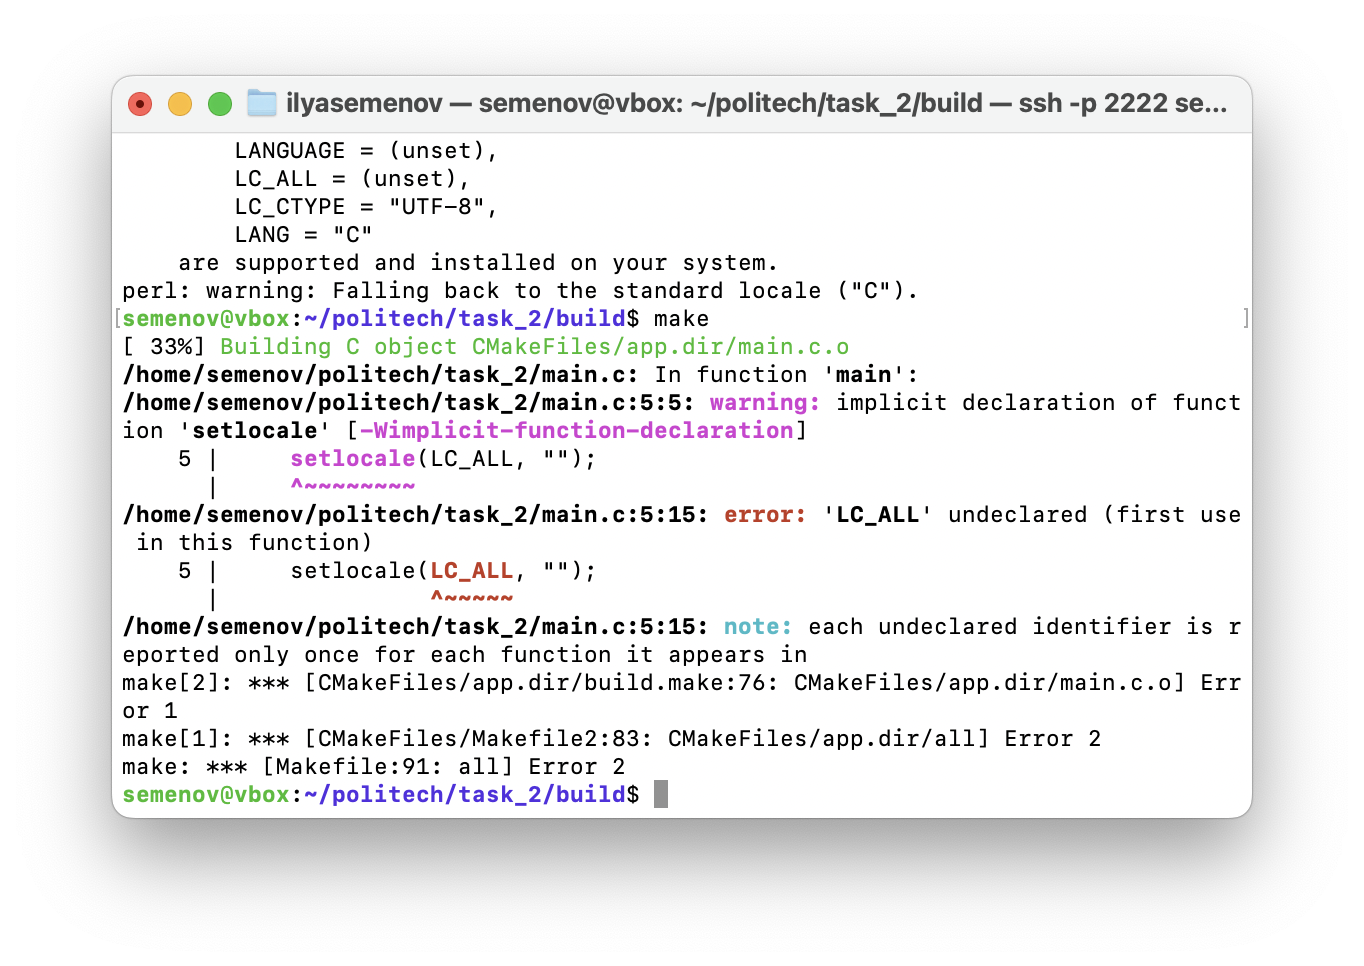 ilyasemenov — semenov@vbox: ~/politech/task_2/build — ssh -p 2222 se...
LANGUAGE = (unset),
LC_ALL = (unset),
LC_CTYPE = "UTF-8",
LANG = "C"
are supported and installed on your system.
perl: warning: Falling back to the standard locale ("C").
[semenov@vbox:~/politech/task_2/build$ make ]
[ 33%] Building C object CMakeFiles/app.dir/main.c.o
/home/semenov/politech/task_2/main.c: In function 'main':
/home/semenov/politech/task_2/main.c:5:5: warning: implicit declaration of funct
ion 'setlocale' [-Wimplicit-function-declaration]
5 |     setlocale(LC_ALL, "");
|     ^~~~~~~~~
/home/semenov/politech/task_2/main.c:5:15: error: 'LC_ALL' undeclared (first use
in this function)
5 |     setlocale(LC_ALL, "");
|               ^~~~~~
/home/semenov/politech/task_2/main.c:5:15: note: each undeclared identifier is r
eported only once for each function it appears in
make[2]: *** [CMakeFiles/app.dir/build.make:76: CMakeFiles/app.dir/main.c.o] Err
or 1
make[1]: *** [CMakeFiles/Makefile2:83: CMakeFiles/app.dir/all] Error 2
make: *** [Makefile:91: all] Error 2
semenov@vbox:~/politech/task_2/build$